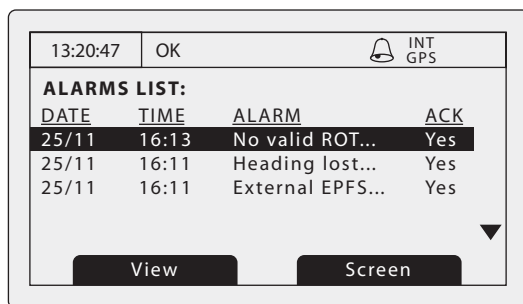 13:20:47 OK INT
GPS
ALARMS LIST:
DATE TIME ALARM ACK
25/11 16:13 No valid ROT... Yes
25/11 16:11 Heading lost... Yes
25/11 16:11 External EPFS... Yes
View Screen